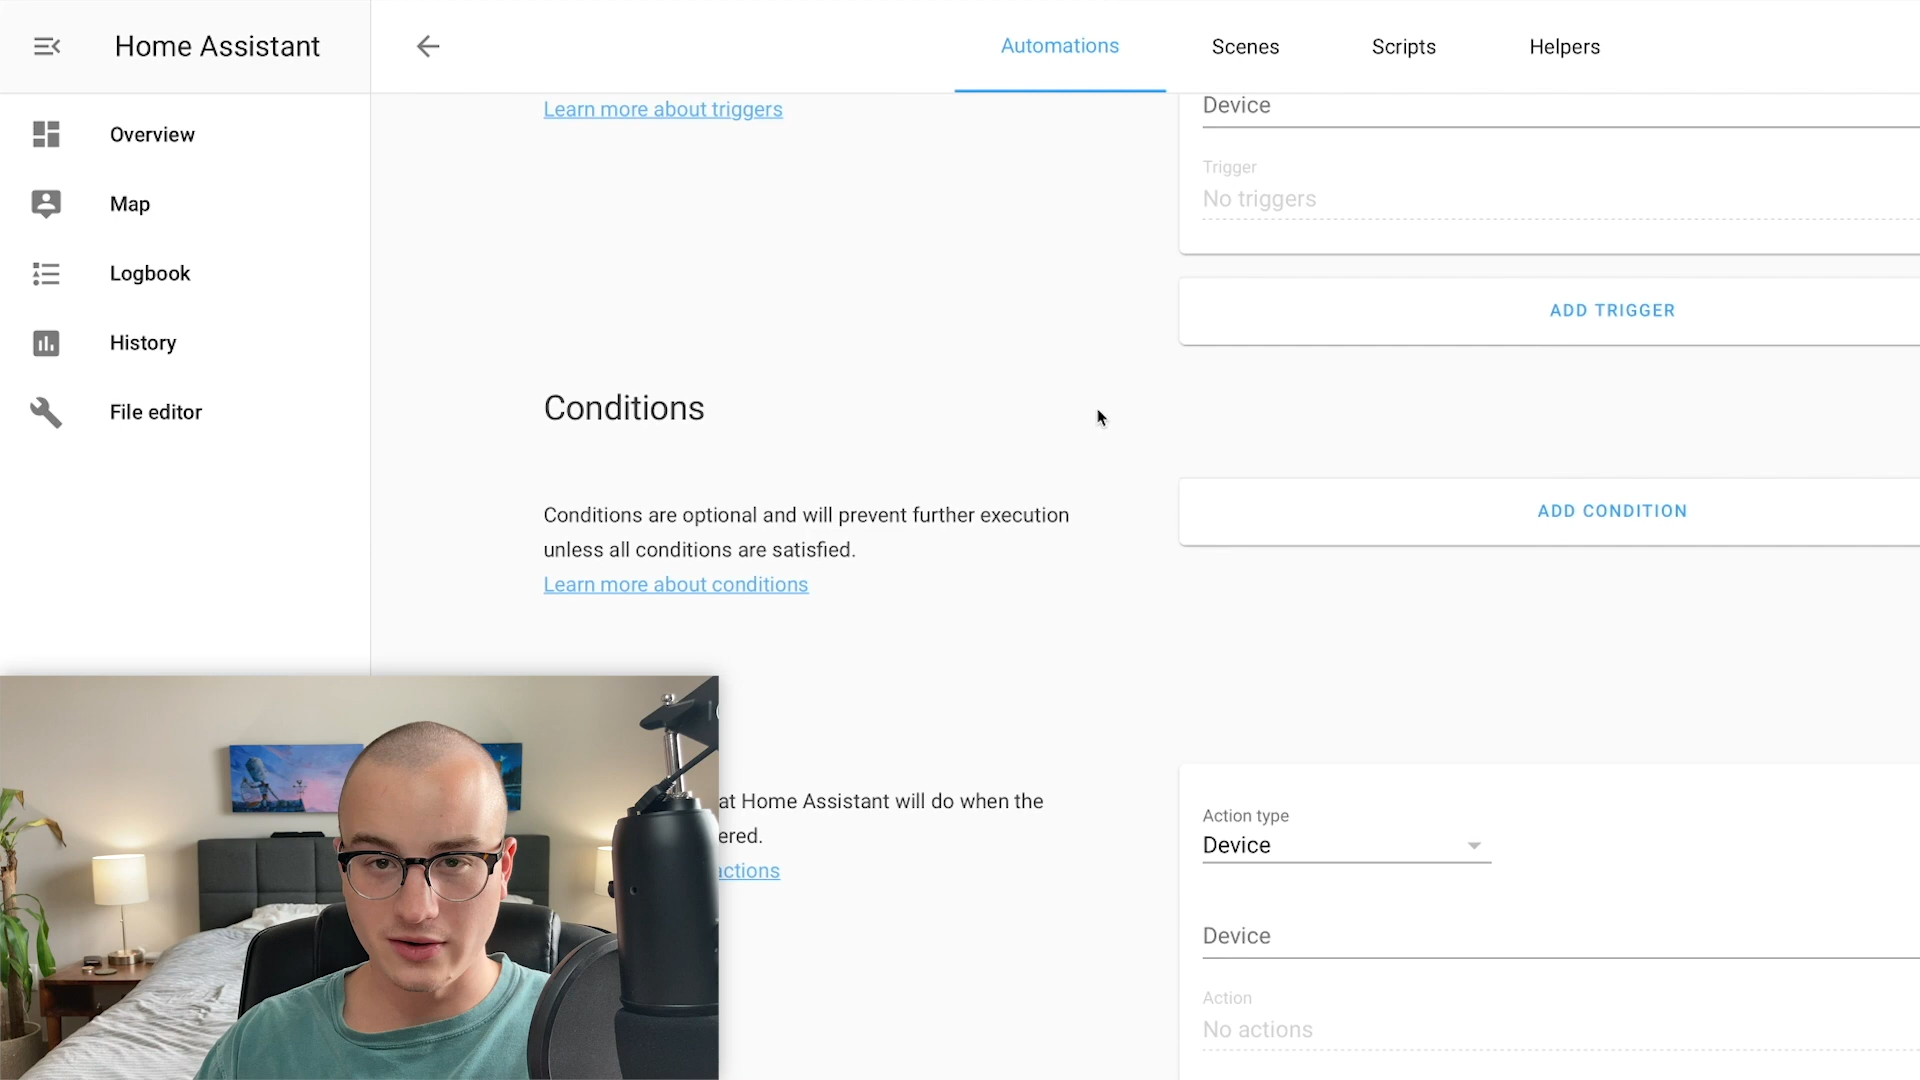 Home Assistant
Automations
Scenes
Scripts
Helpers
Overview
Map
Logbook
History
File editor
Learn more about triggers
Device
Trigger
No triggers
ADD TRIGGER
Conditions
Conditions are optional and will prevent further execution
unless all conditions are satisfied.
Learn more about conditions
ADD CONDITION
at Home Assistant will do when the
ered.
actions
Action type
Device
Device
Action
No actions